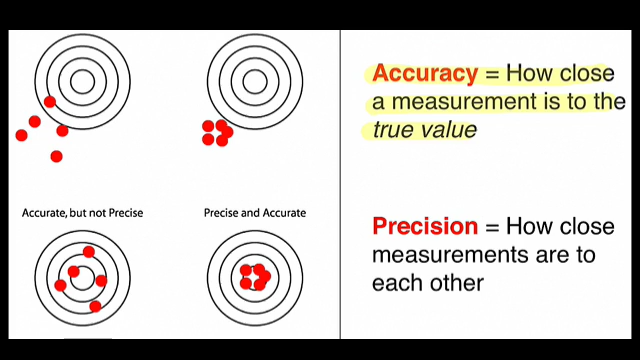 Accurate, but not Precise
Precise and Accurate
Accuracy = How close
a measurement is to the
true value
Precision = How close
measurements are to
each other